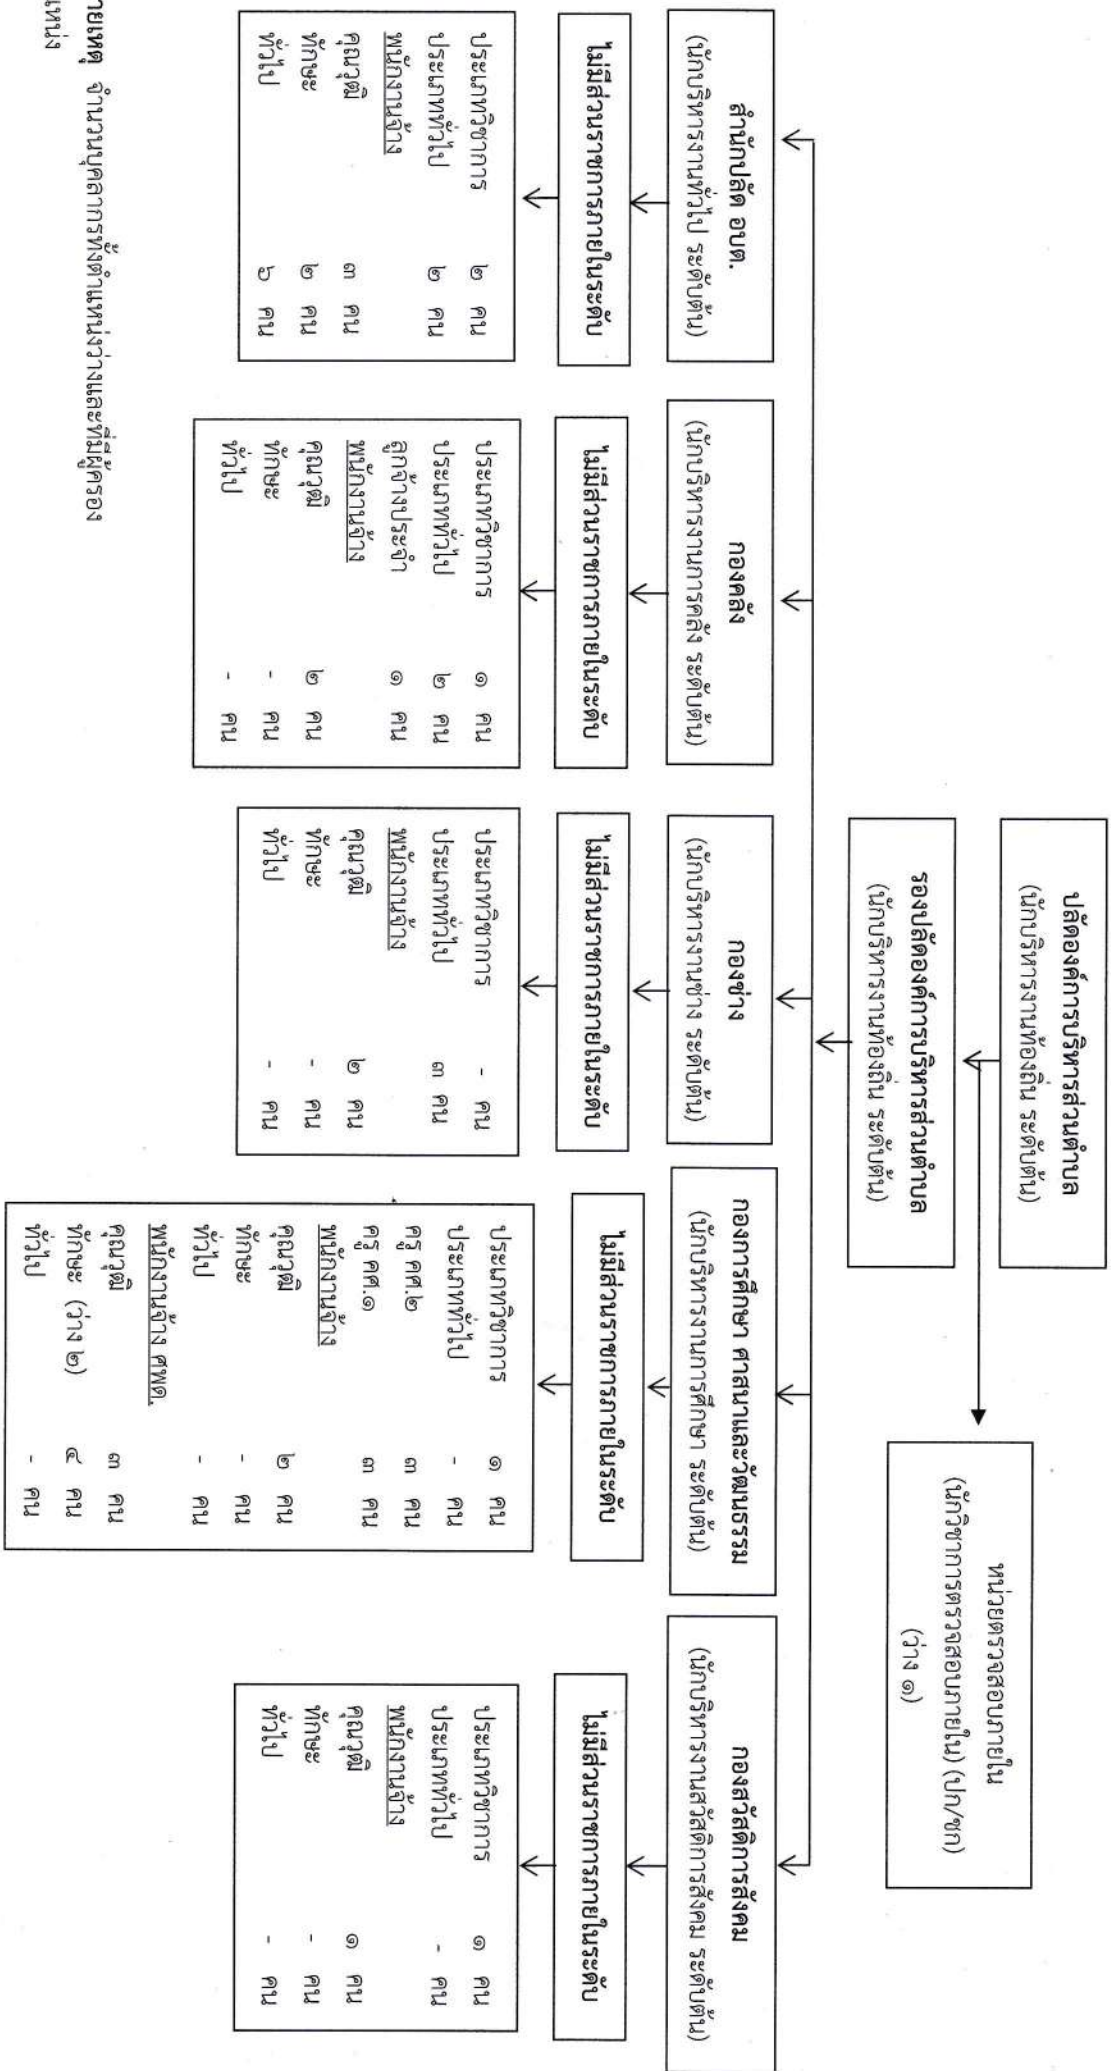 ปลัดองค์การบริหารส่วนตำบล
(นักบริหารงานท้องถิ่น ระดับต้น)
หน่วยตรวจสอบภายใน
(นักวิชาการตรวจสอบภายใน) (ปก/ชก)
(ว่าง ๑)
รองปลัดองค์การบริหารส่วนตำบล
(นักบริหารงานท้องถิ่น ระดับต้น)
สำนักปลัด อบต.
(นักบริหารงานทั่วไป ระดับต้น)
ไม่มีส่วนราชการภายในระดับ
ประเภทวิชาการ ๒ คน
ประเภททั่วไป ๒ คน
พนักงานจ้าง
คุณวุฒิ ๓ คน
ทักษะ ๒ คน
ทั่วไป ๖ คน
กองคลัง
(นักบริหารงานการคลัง ระดับต้น)
ไม่มีส่วนราชการภายในระดับ
ประเภทวิชาการ ๑ คน
ประเภททั่วไป ๒ คน
ลูกจ้างประจำ ๑ คน
พนักงานจ้าง
คุณวุฒิ ๒ คน
ทักษะ - คน
ทั่วไป - คน
กองช่าง
(นักบริหารงานช่าง ระดับต้น)
ไม่มีส่วนราชการภายในระดับ
ประเภทวิชาการ - คน
ประเภททั่วไป ๓ คน
พนักงานจ้าง
คุณวุฒิ ๒ คน
ทักษะ - คน
ทั่วไป - คน
กองการศึกษา ศาสนาและวัฒนธรรม
(นักบริหารงานการศึกษา ระดับต้น)
ไม่มีส่วนราชการภายในระดับ
ประเภทวิชาการ ๑ คน
ประเภททั่วไป - คน
ครู คศ.๒ ๓ คน
ครู คศ.๑ ๓ คน
พนักงานจ้าง
คุณวุฒิ ๒ คน
ทักษะ - คน
ทั่วไป - คน
พนักงานจ้าง ศพด.
คุณวุฒิ ๓ คน
ทักษะ (ว่าง ๒) ๔ คน
ทั่วไป - คน
กองสวัสดิการสังคม
(นักบริหารงานสวัสดิการสังคม ระดับต้น)
ไม่มีส่วนราชการภายในระดับ
ประเภทวิชาการ ๑ คน
ประเภททั่วไป - คน
พนักงานจ้าง
คุณวุฒิ ๑ คน
ทักษะ - คน
ทั่วไป - คน
ายเหตุ จำนวนบุคลากรทั้งตำแหน่งว่างและที่มีผู้ครอง
แหน่ง